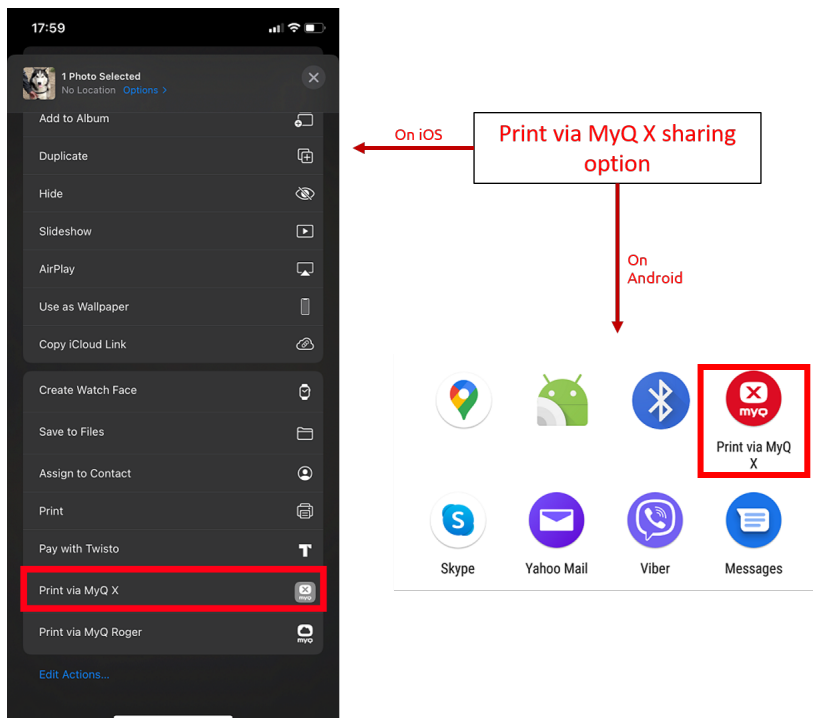 17:59
1 Photo Selected
No Location Options >
Add to Album
Duplicate
Hide
Slideshow
AirPlay
Use as Wallpaper
Copy iCloud Link
Create Watch Face
Save to Files
Assign to Contact
Print
Pay with Twisto
Print via MyQ X
myQ
Print via MyQ Roger
myQ
Edit Actions...
On iOS
Print via MyQ X sharing
option
On
Android
myQ
Print via MyQ
X
Skype
Yahoo Mail
Viber
Messages